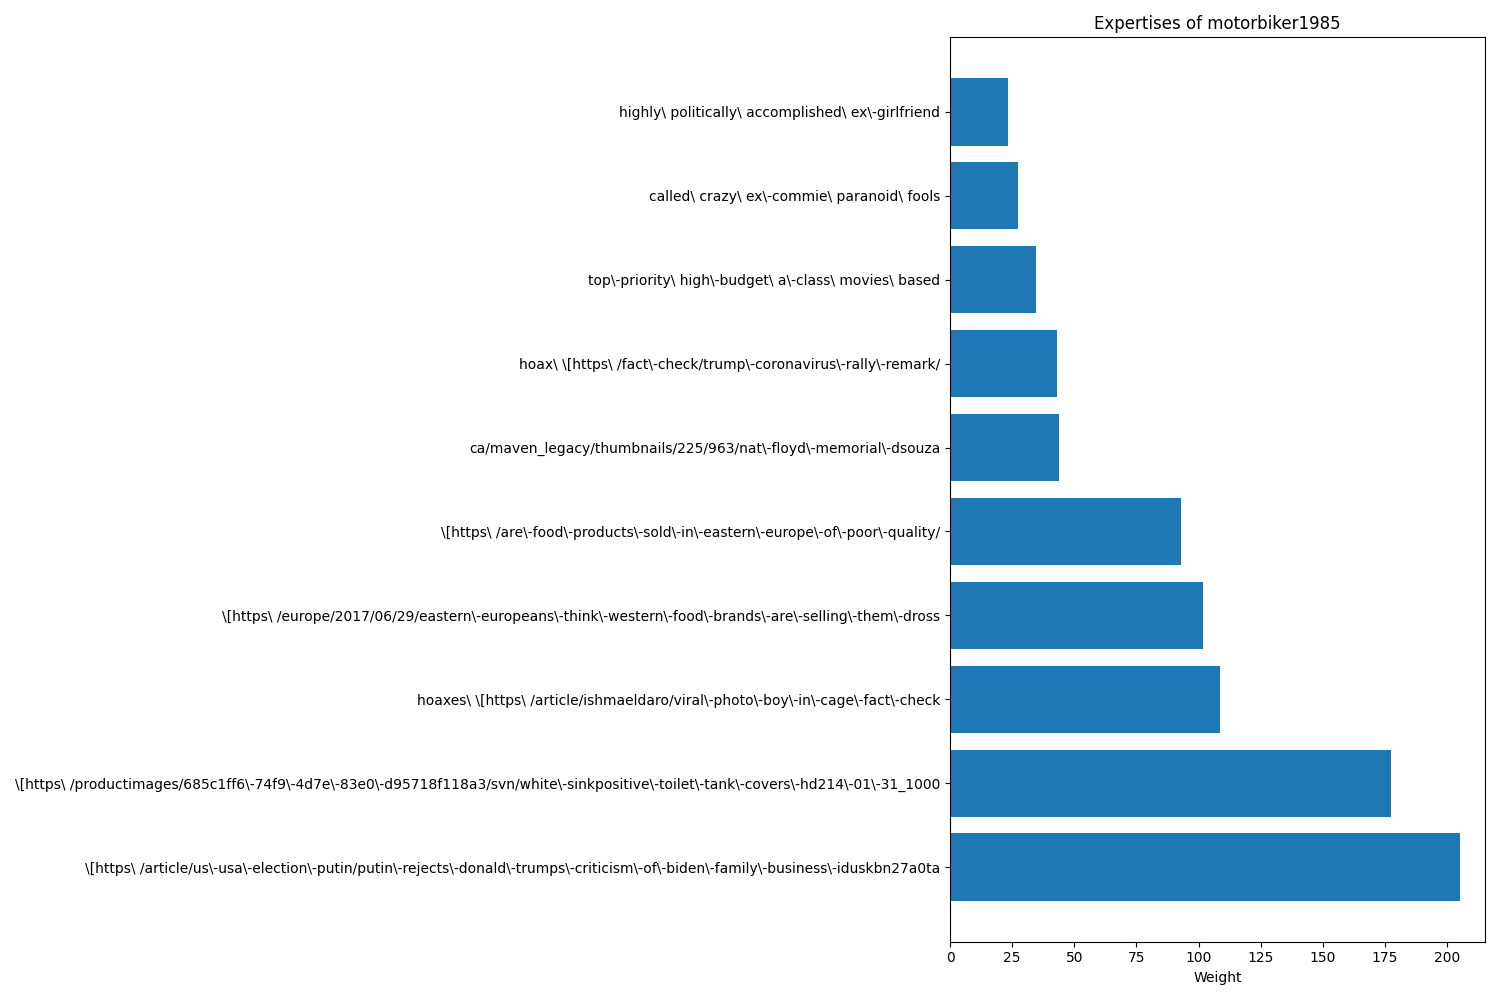 Expertises of motorbiker1985
highly\ politically\ accomplished\ ex\-girlfriend
called\ crazy\ ex\-commie\ paranoid\ fools
top\-priority\ high\-budget\ a\-class\ movies\ based
hoax\ \[https\ /fact\-check/trump\-coronavirus\-rally\-remark/
ca/maven_legacy/thumbnails/225/963/nat\-floyd\-memorial\-dsouza
\[https\ /are\-food\-products\-sold\-in\-eastern\-europe\-of\-poor\-quality/
\[https\ /europe/2017/06/29/eastern\-europeans\-think\-western\-food\-brands\-are\-selling\-them\-dross
hoaxes\ \[https\ /article/ishmaeldaro/viral\-photo\-boy\-in\-cage\-fact\-check
\[https\ /productimages/685c1ff6\-74f9\-4d7e\-83e0\-d95718f118a3/svn/white\-sinkpositive\-toilet\-tank\-covers\-hd214\-01\-31_1000
\[https\ /article/us\-usa\-election\-putin/putin\-rejects\-donald\-trumps\-criticism\-of\-biden\-family\-business\-iduskbn27a0ta
0 25 50 75 100 125 150 175 200
Weight